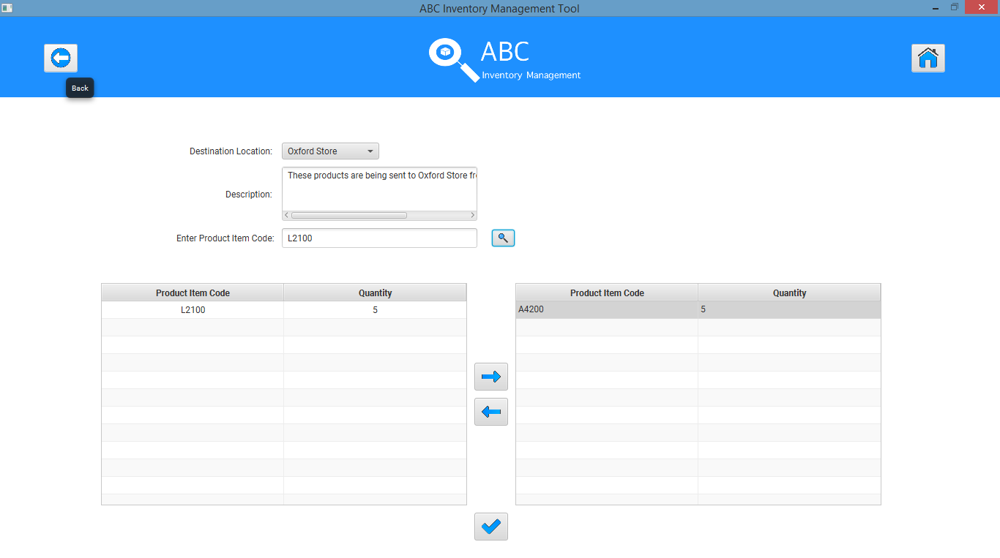 ABC Inventory Management Tool
ABC
Inventory Management
Back
Destination Location: Oxford Store
Description: These products are being sent to Oxford Store
Enter Product Item Code: L2100
Product Item Code Quantity Product Item Code Quantity
L2100 5 A4200 5